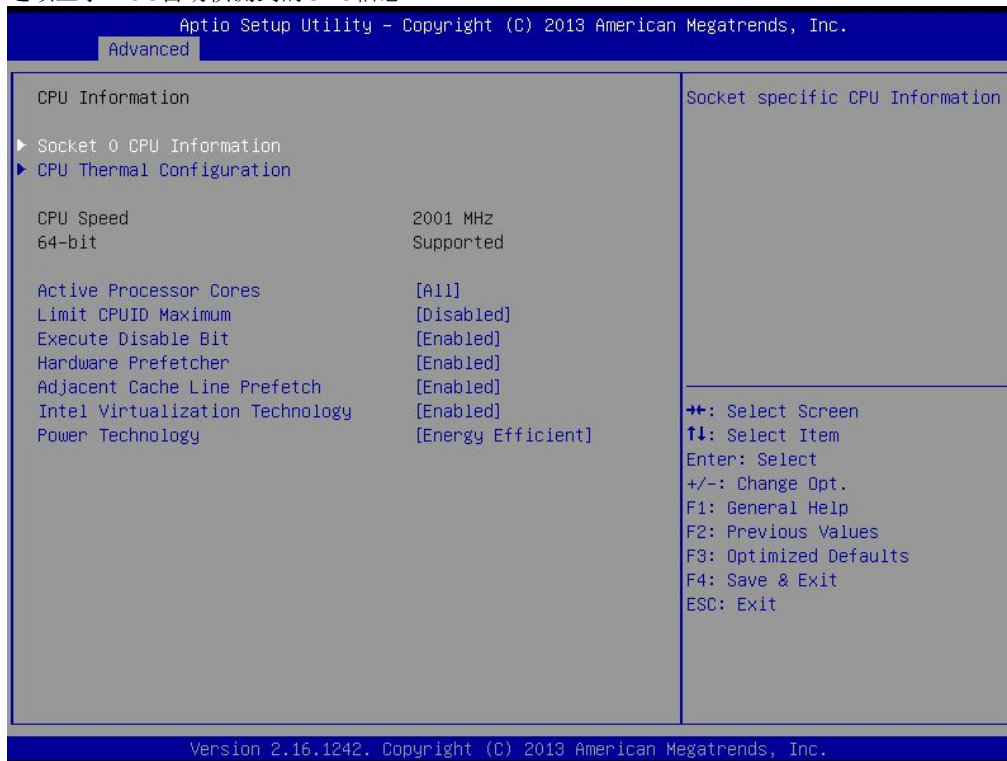 Aptio Setup Utility – Copyright (C) 2013 American Megatrends, Inc.
Advanced
CPU Information
Socket 0 CPU Information
CPU Thermal Configuration
CPU Speed 2001 MHz
64-bit Supported
Active Processor Cores [All]
Limit CPUID Maximum [Disabled]
Execute Disable Bit [Enabled]
Hardware Prefetcher [Enabled]
Adjacent Cache Line Prefetch [Enabled]
Intel Virtualization Technology [Enabled]
Power Technology [Energy Efficient]
Socket specific CPU Information
→←: Select Screen
↑↓: Select Item
Enter: Select
+/-: Change Opt.
F1: General Help
F2: Previous Values
F3: Optimized Defaults
F4: Save & Exit
ESC: Exit
Version 2.16.1242. Copyright (C) 2013 American Megatrends, Inc.